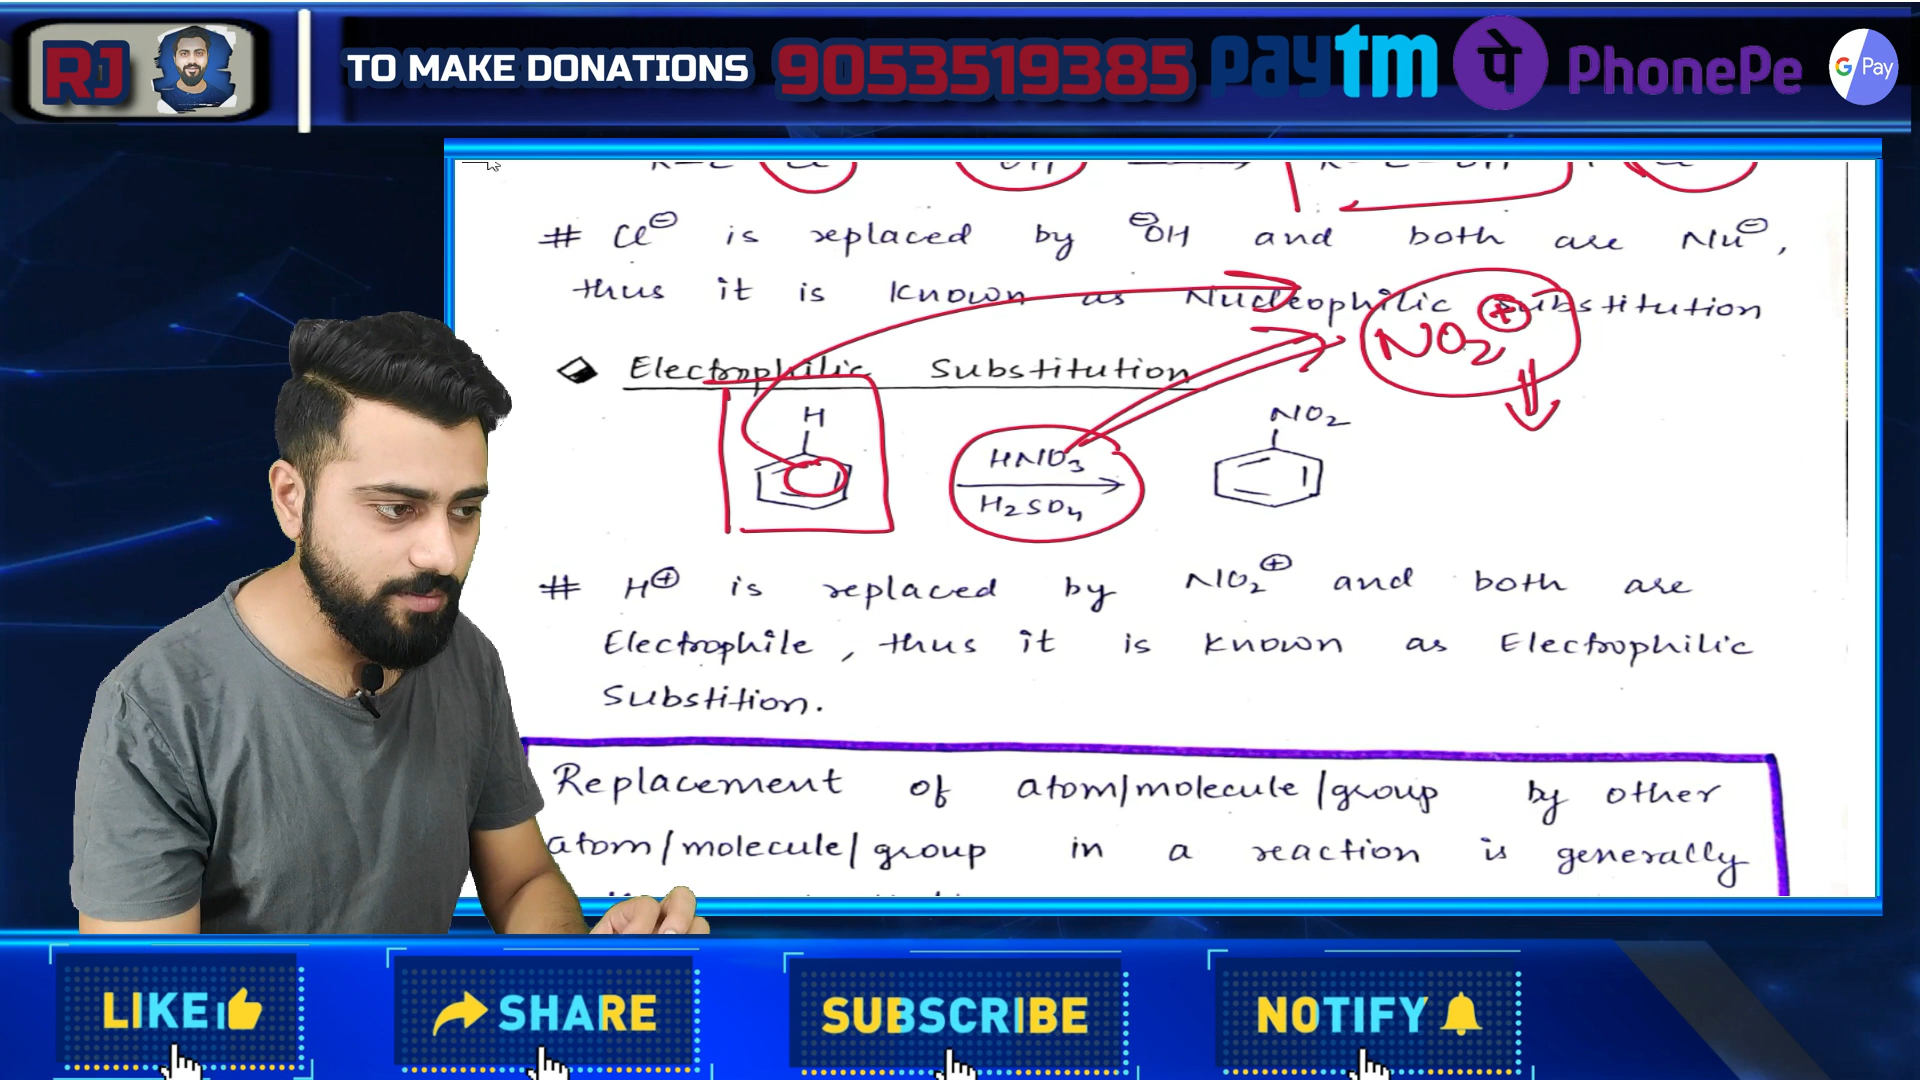 RJ
TO MAKE DONATIONS 9053519385 paytm पे PhonePe G Pay
# Cl⊖ is replaced by ⊖OH and both are Nu⊖,
thus it is known as Nucleophilic substitution
NO2⊕
Electrophilic Substitution
H
HNO3
H2SO4
NO2
# H⊕ is replaced by NO2⊕ and both are
Electrophile, thus it is known as Electrophilic
Substition.
Replacement of atom/molecule/group by other
atom/molecule/group in a reaction is generally
LIKE SHARE SUBSCRIBE NOTIFY